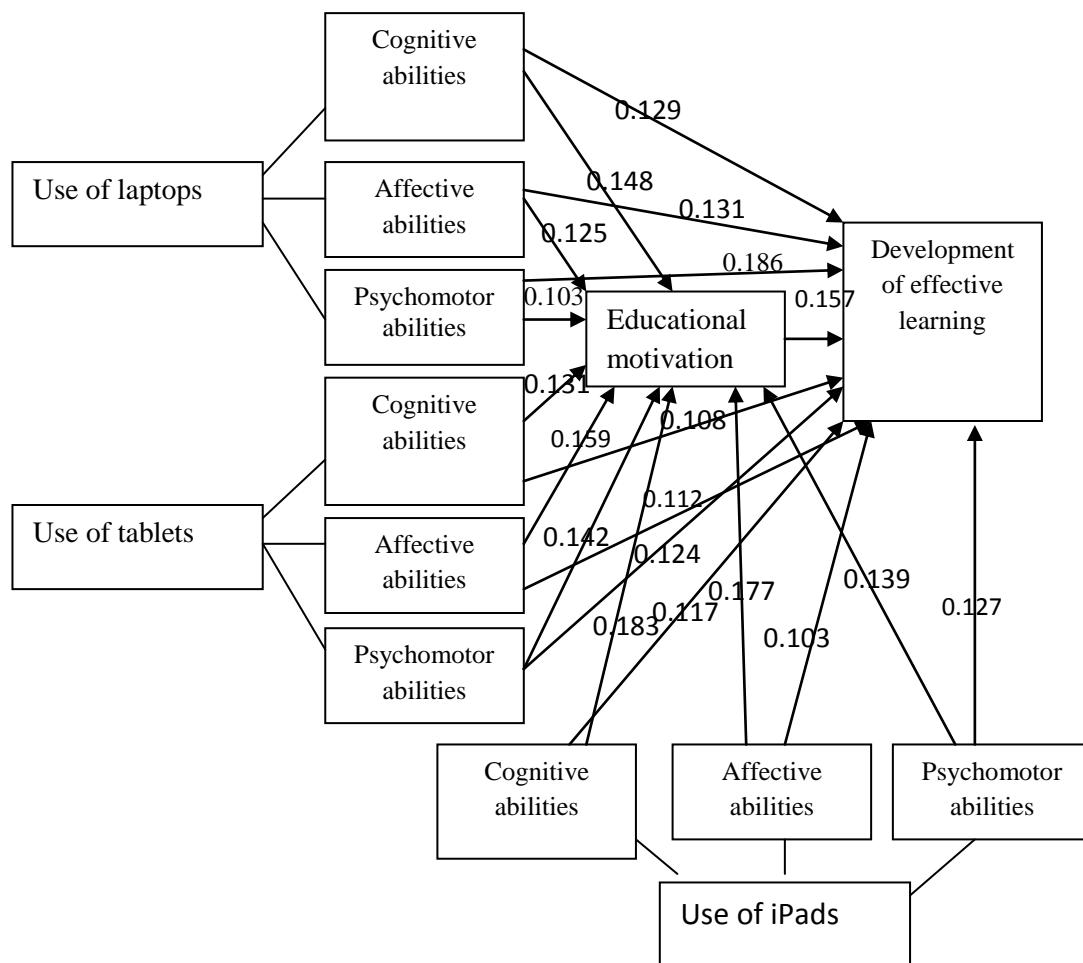 Cognitive
abilities
0.129
Use of laptops
Affective
abilities
0.148
0.131
0.125
Development
of effective
learning
0.186
Psychomotor
abilities
0.103
0.157
Educational
motivation
0.131
Cognitive
abilities
0.159
0.108
Use of tablets
0.112
Affective
abilities
0.142
0.124
0.177
0.139
0.127
0.117
0.183
0.103
Psychomotor
abilities
Cognitive
abilities
Affective
abilities
Psychomotor
abilities
Use of iPads